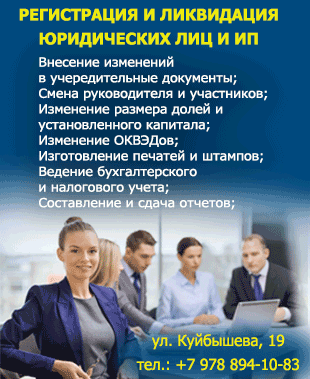 РЕГИСТРАЦИЯ И ЛИКВИДАЦИЯ
ЮРИДИЧЕСКИХ ЛИЦ И ИП
Внесение изменений
в учередительные документы;
Смена руководителя и участников;
Изменение размера долей и
установленного капитала;
Изменение ОКВЭДов;
Изготовление печатей и штампов;
Ведение бухгалтерского
и налогового учета;
Составление и сдача отчетов;
ул. Куйбышева, 19
тел.: +7 978 894-10-83